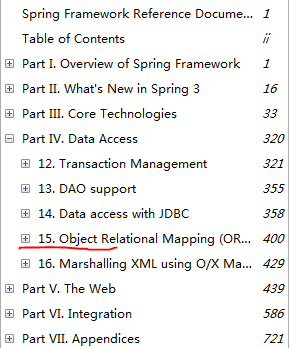 Spring Framework Reference Docume... 1
Table of Contents ii
Part I. Overview of Spring Framework 1
Part II. What's New in Spring 3 16
Part III. Core Technologies 33
Part IV. Data Access 320
12. Transaction Management 321
13. DAO support 355
14. Data access with JDBC 358
15. Object Relational Mapping (OR... 400
16. Marshalling XML using O/X Ma... 429
Part V. The Web 439
Part VI. Integration 586
Part VII. Appendices 721